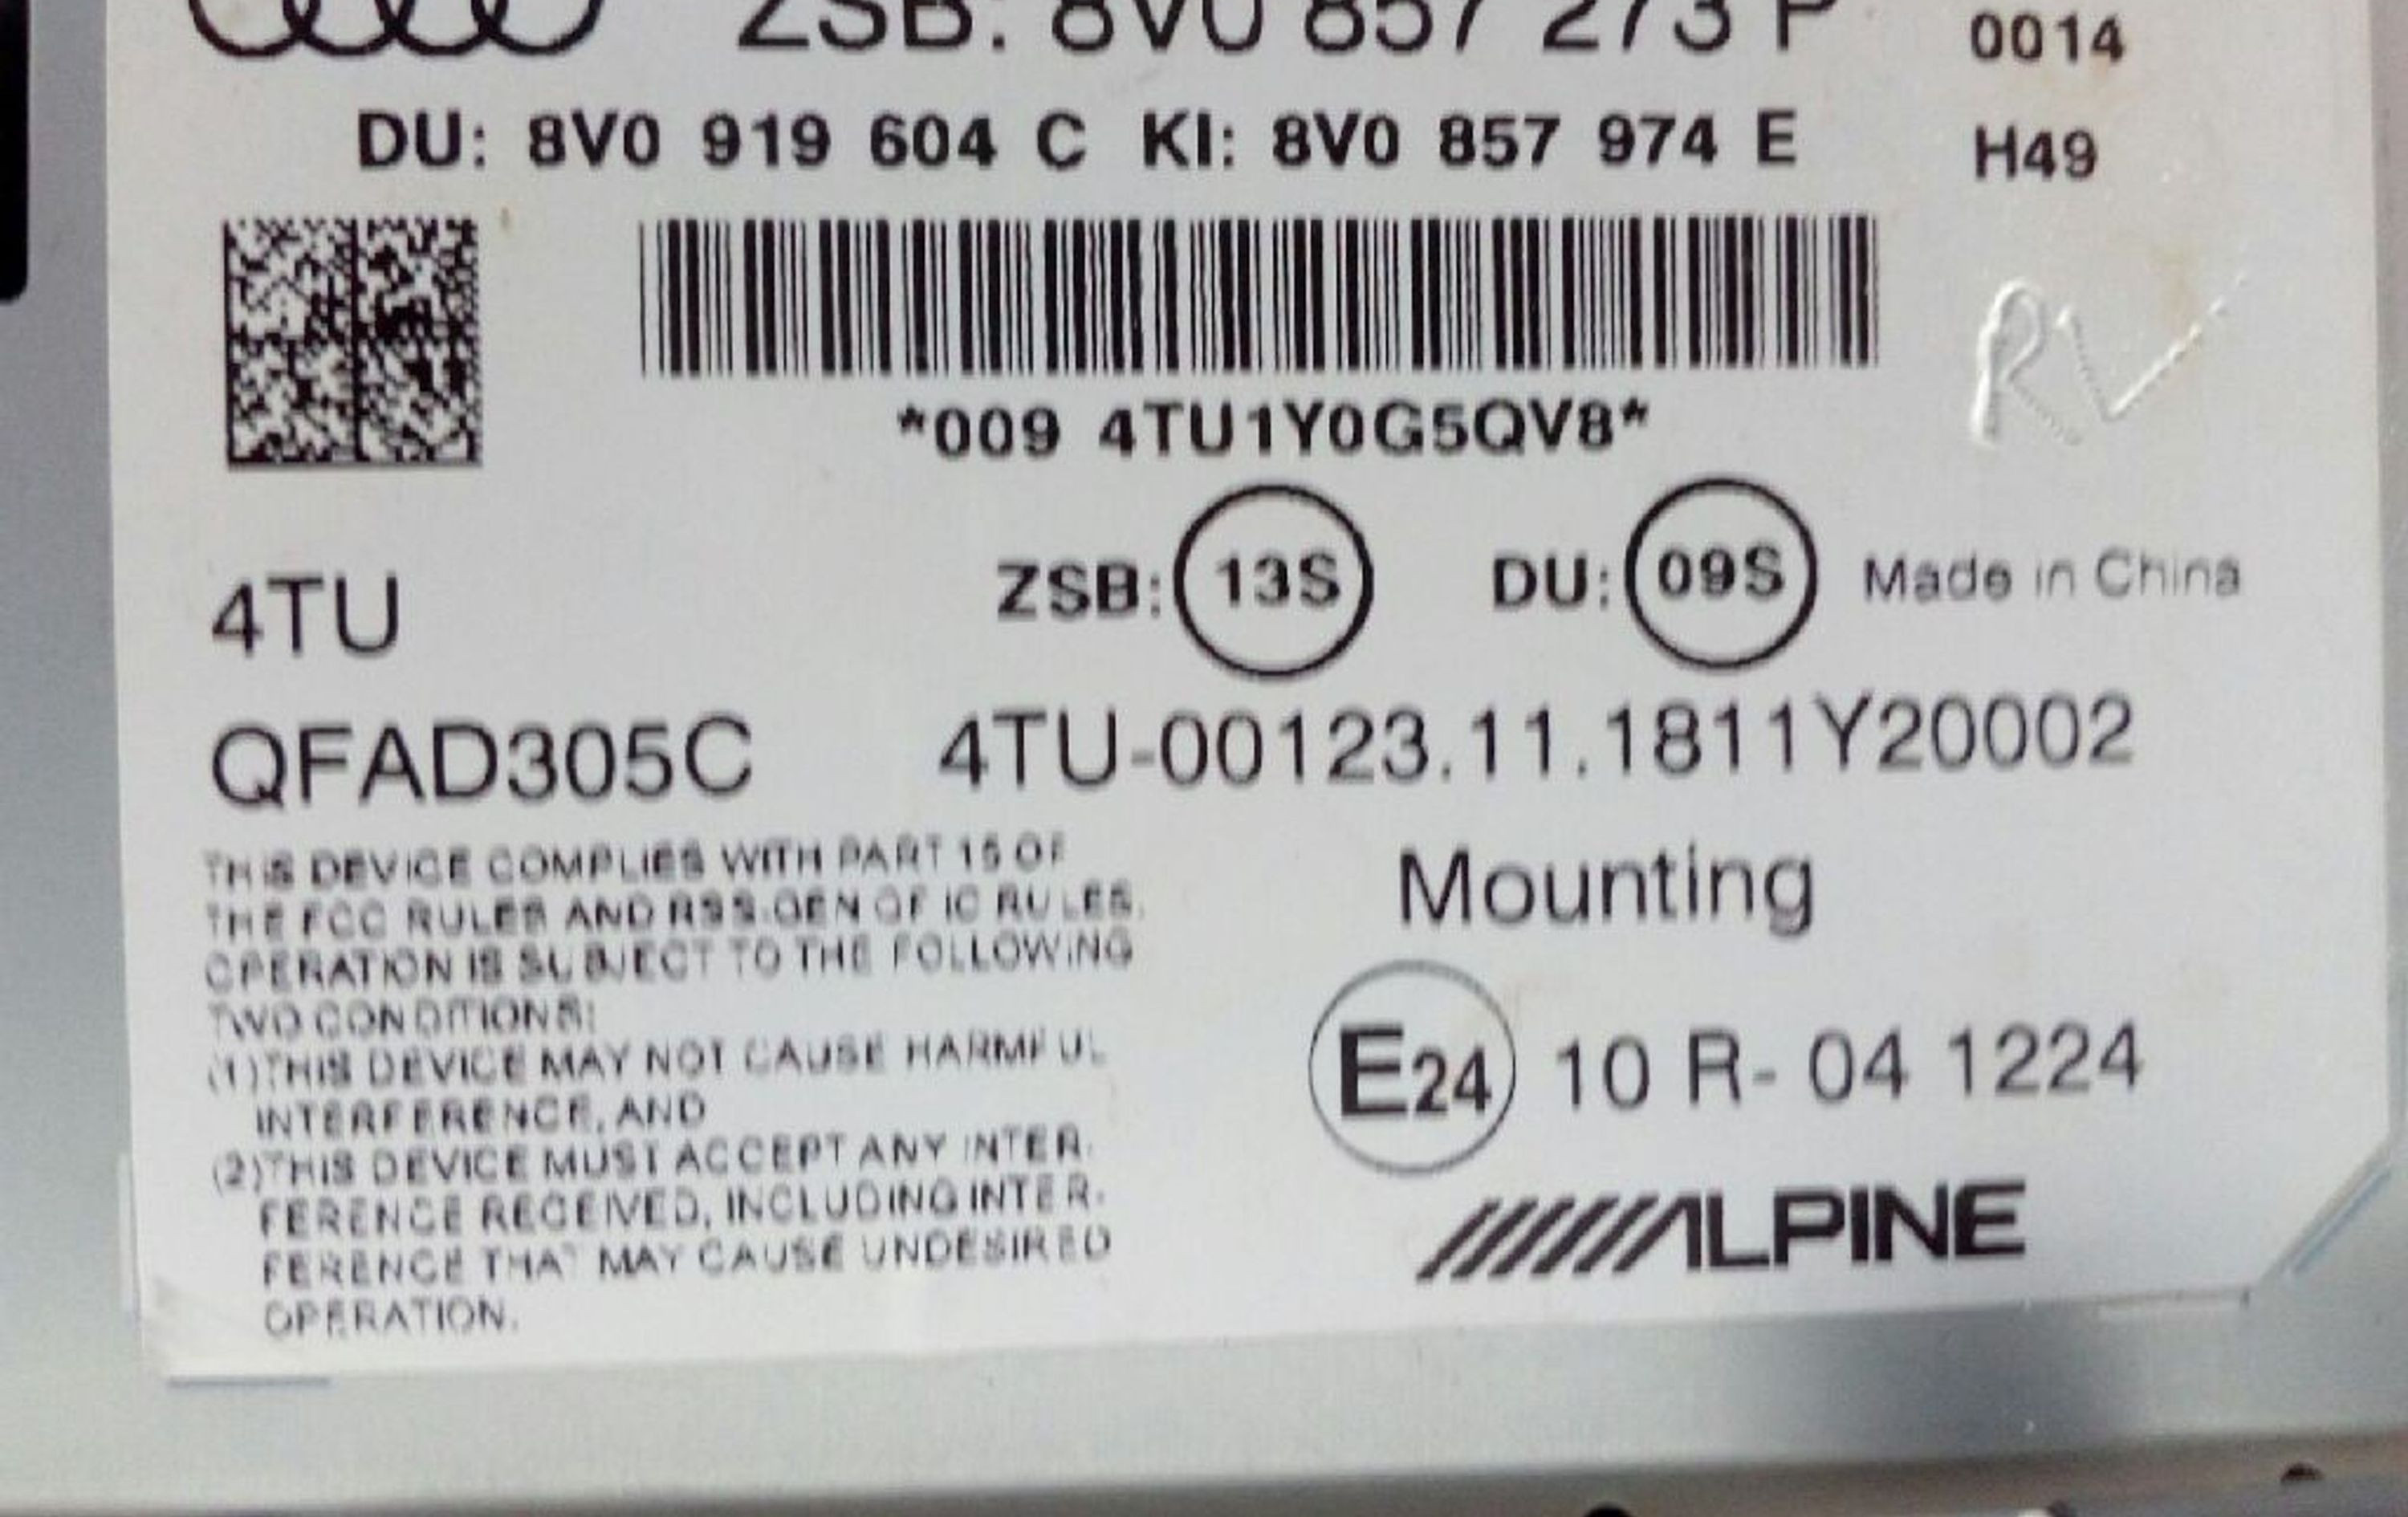 ZSB: 8V0 857 273 P 0014
DU: 8V0 919 604 C KI: 8V0 857 974 E H49
RV
*009 4TU1Y0G5QV8*
4TU ZSB: 13S DU: 09S Made in China
QFAD305C 4TU-00123.11.1811Y20002
THIS DEVICE COMPLIES WITH PART 15 OF
THE FCC RULES AND RSS-GEN OF IC RULES.
OPERATION IS SUBJECT TO THE FOLLOWING
TWO CONDITIONS:
(1)THIS DEVICE MAY NOT CAUSE HARMFUL
INTERFERENCE, AND
(2)THIS DEVICE MUST ACCEPT ANY INTER-
FERENCE RECEIVED, INCLUDING INTER-
FERENCE THAT MAY CAUSE UNDESIRED
OPERATION.
Mounting
E24 10 R- 04 1224
ALPINE